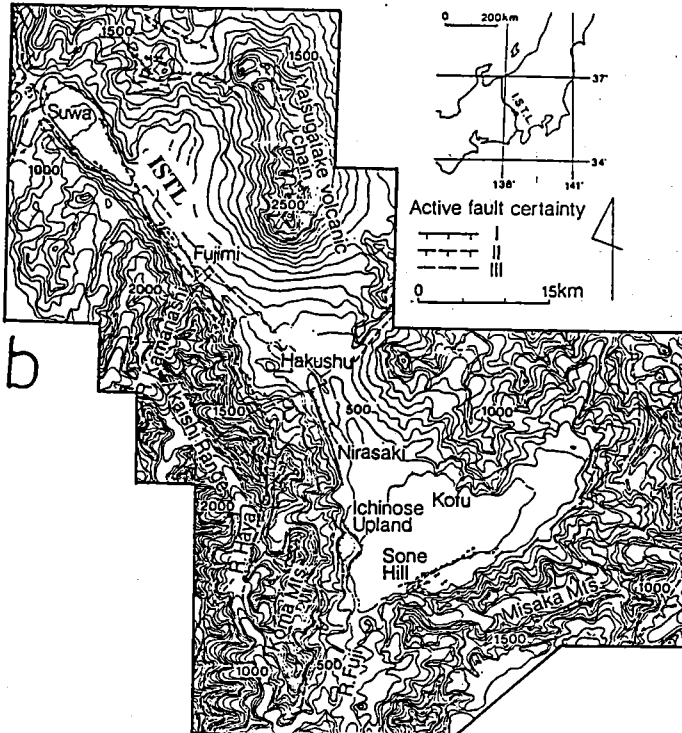 1500
1500
0 200km
37°
Suwa
Yatsugatake volcanic
chain
I.S.T.L.
34°
ISTL
1000
138°
141°
2500
Active fault certainty
I
II
III
Fujimi
0 15km
2000
b
Hakushu
1500
500
1000
Nirasaki
Kofu
2000
Ichinose
Upland
Sone
Hill
Misaka Mts.
1000
1500
1000
500
R.Fuji